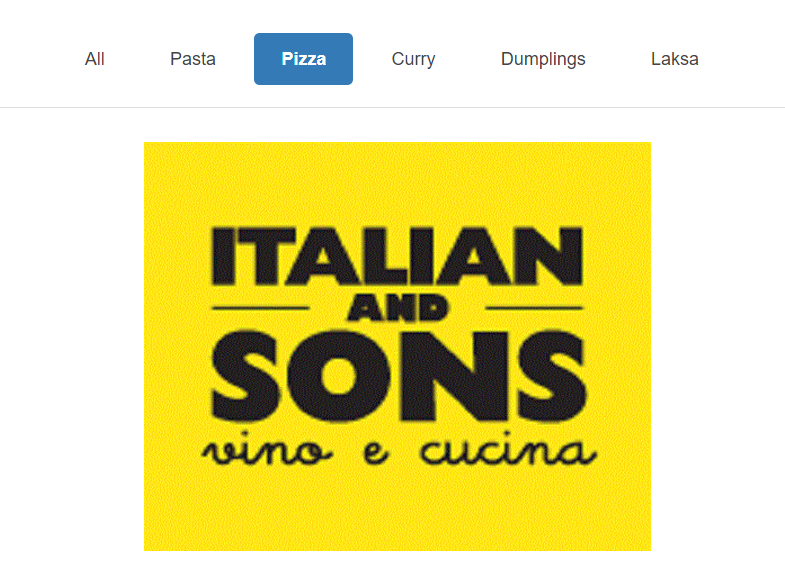 All Pasta Pizza Curry Dumplings Laksa
ITALIAN
AND
SONS
vino e cucina